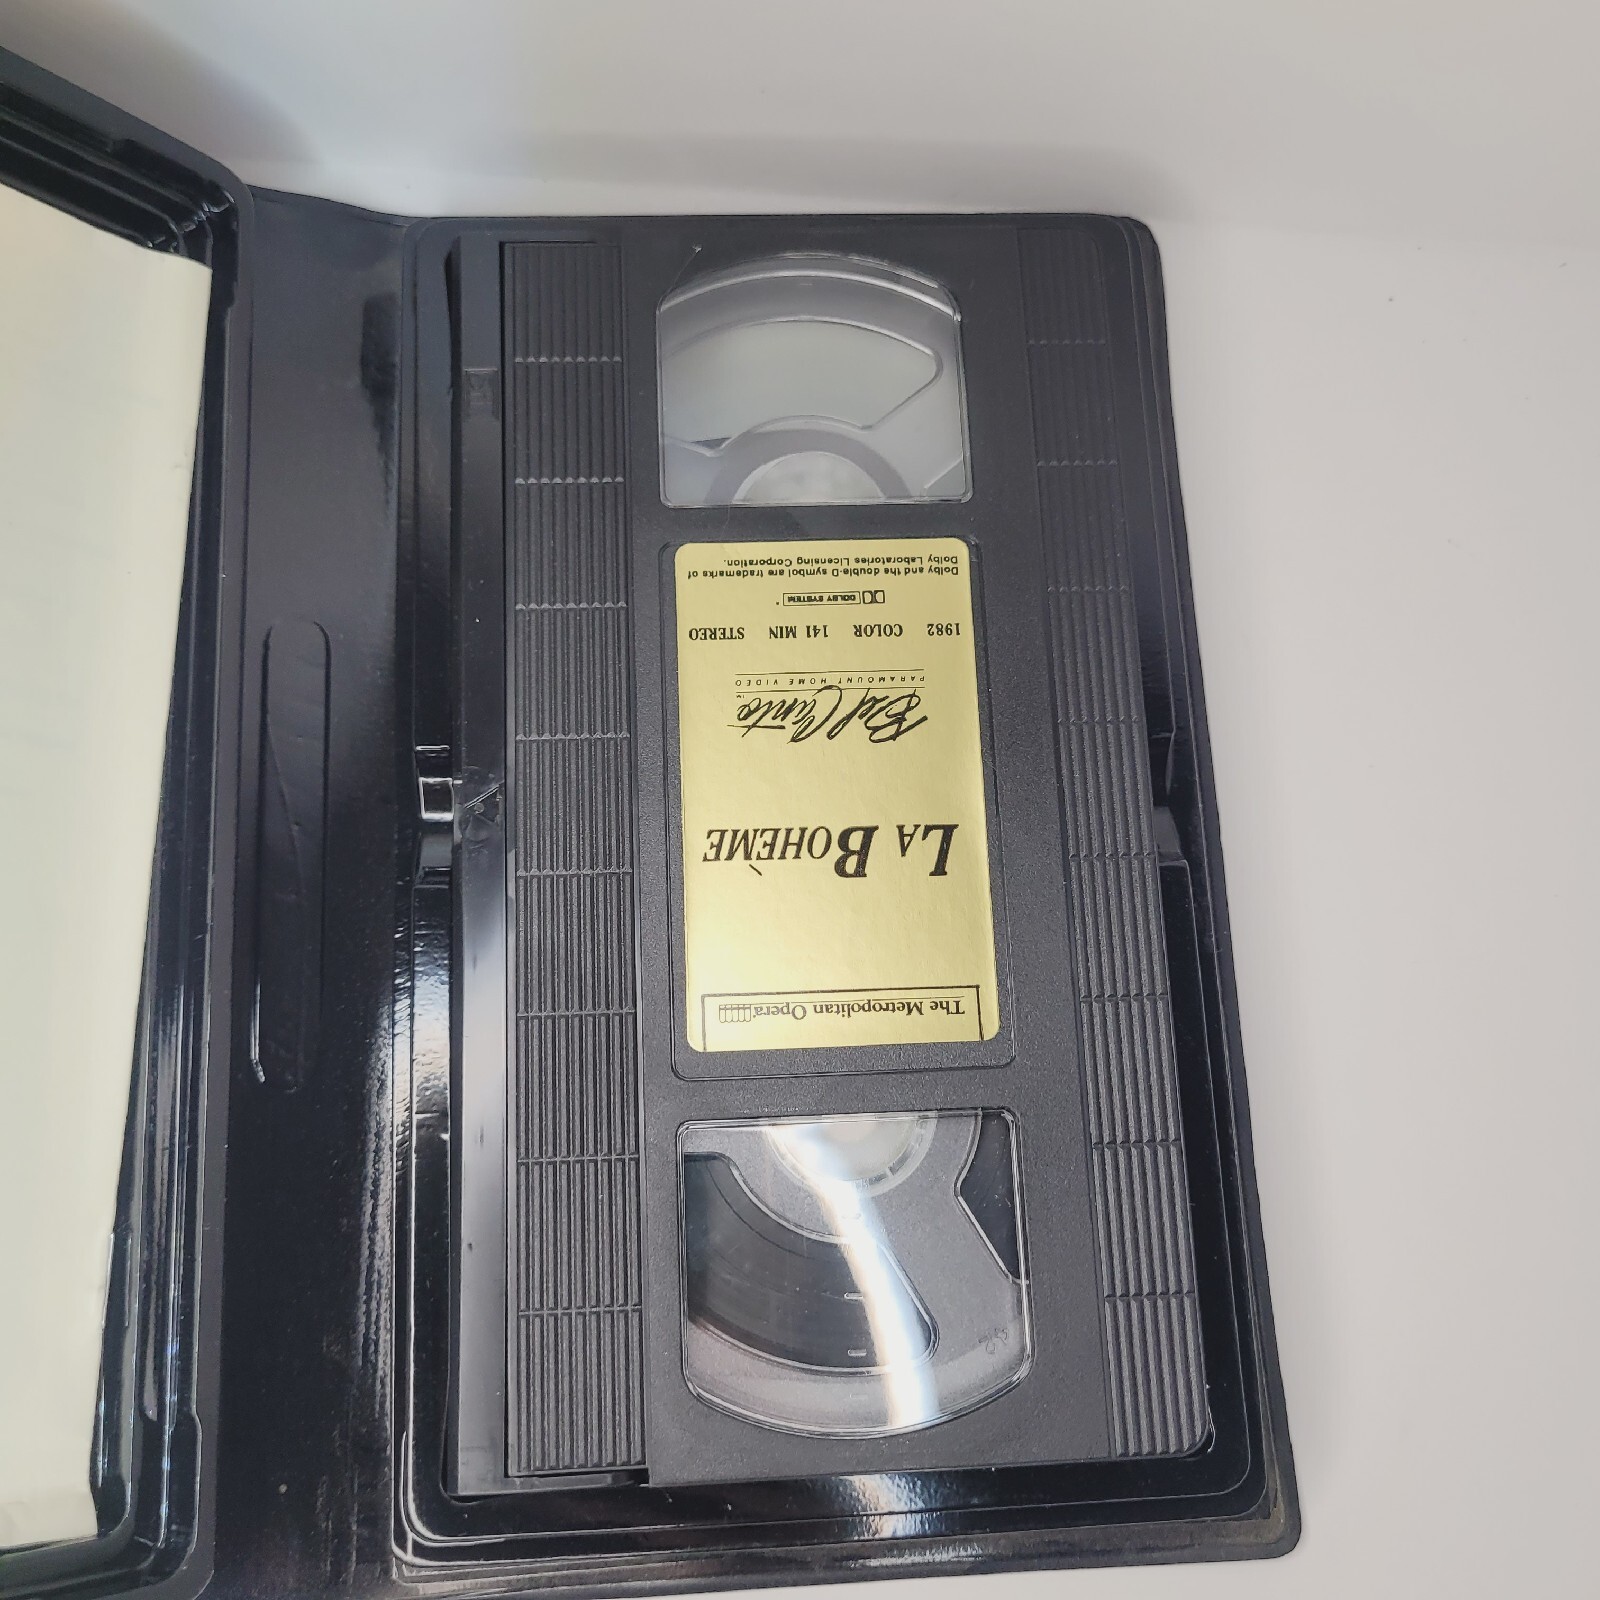 The Metropolitan Opera
LA BOHÈME
Bel Canto
TM
PARAMOUNT HOME VIDEO
1982 COLOR 141 MIN STEREO
DOLBY SYSTEM
Dolby and the double-D symbol are trademarks of
Dolby Laboratories Licensing Corporation.